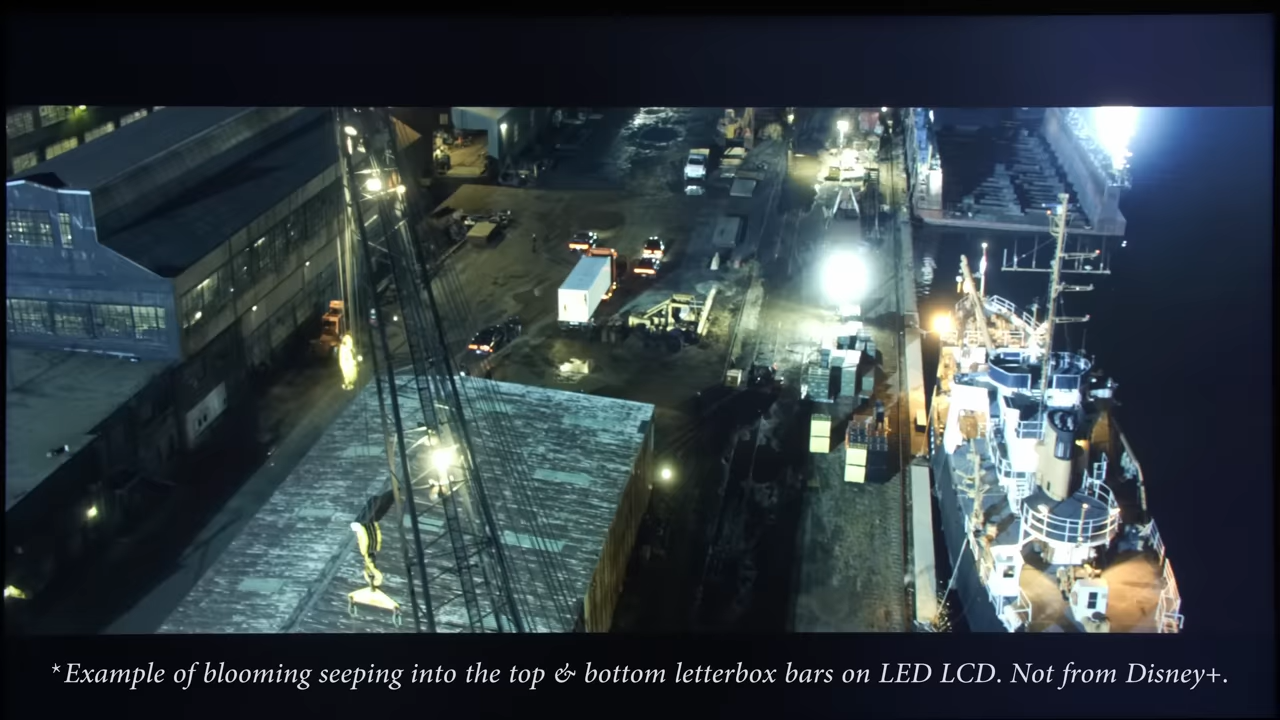 *Example of blooming seeping into the top & bottom letterbox bars on LED LCD. Not from Disney+.